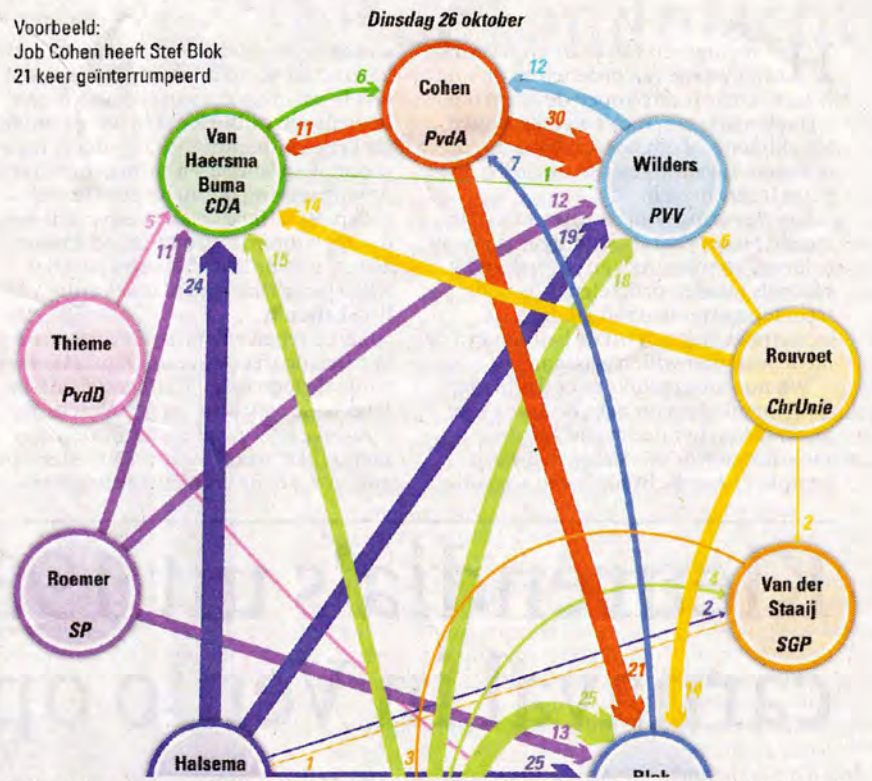 Voorbeeld:
Job Cohen heeft Stef Blok
21 keer geïnterrumpeerd
Dinsdag 26 oktober
Cohen
PvdA
Van
Haersma
Buma
CDA
Wilders
PVV
Thieme
PvdD
Rouvoet
ChrUnie
Roemer
SP
Van der
Staaij
SGP
Halsema
Blok
6
11
30
12
1
7
5
11
24
15
14
12
19
18
6
2
4
2
21
14
25
13
1
3
25